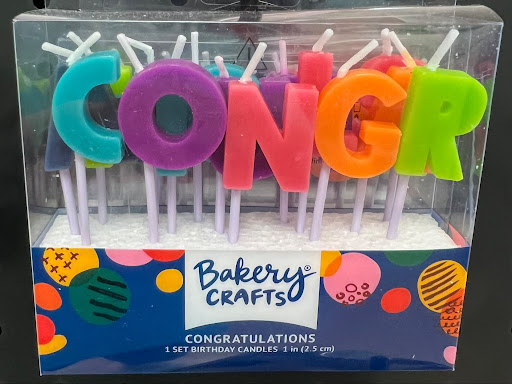 CONGR
Bakery®
CRAFTS
CONGRATULATIONS
1 SET BIRTHDAY CANDLES 1 in (2.5 cm)